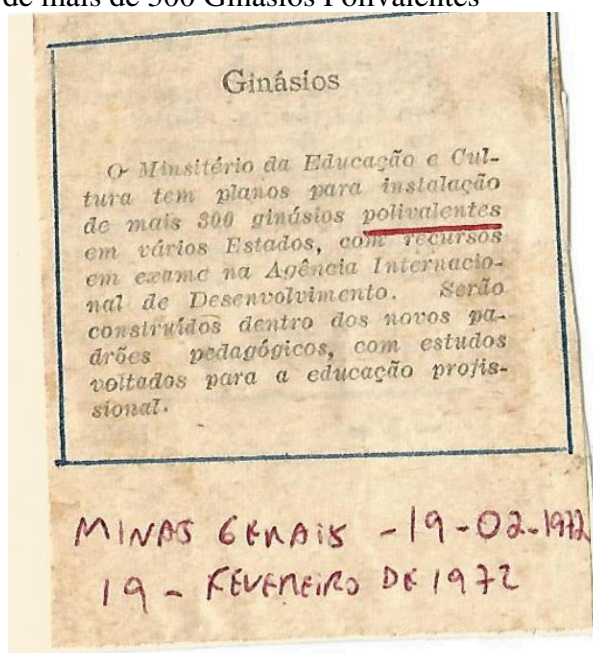 de mais de 300 Ginásios Polivalentes
Ginásios
O Minsitério da Educação e Cul-
tura tem planos para instalação
de mais 300 ginásios polivalentes
em vários Estados, com recursos
em exame na Agência Internacio-
nal de Desenvolvimento. Serão
construídos dentro dos novos pa-
drões pedagógicos, com estudos
voltados para a educação profis-
sional.
MINAS GERAIS - 19-02-1972
19 - FEVEREIRO DE 1972